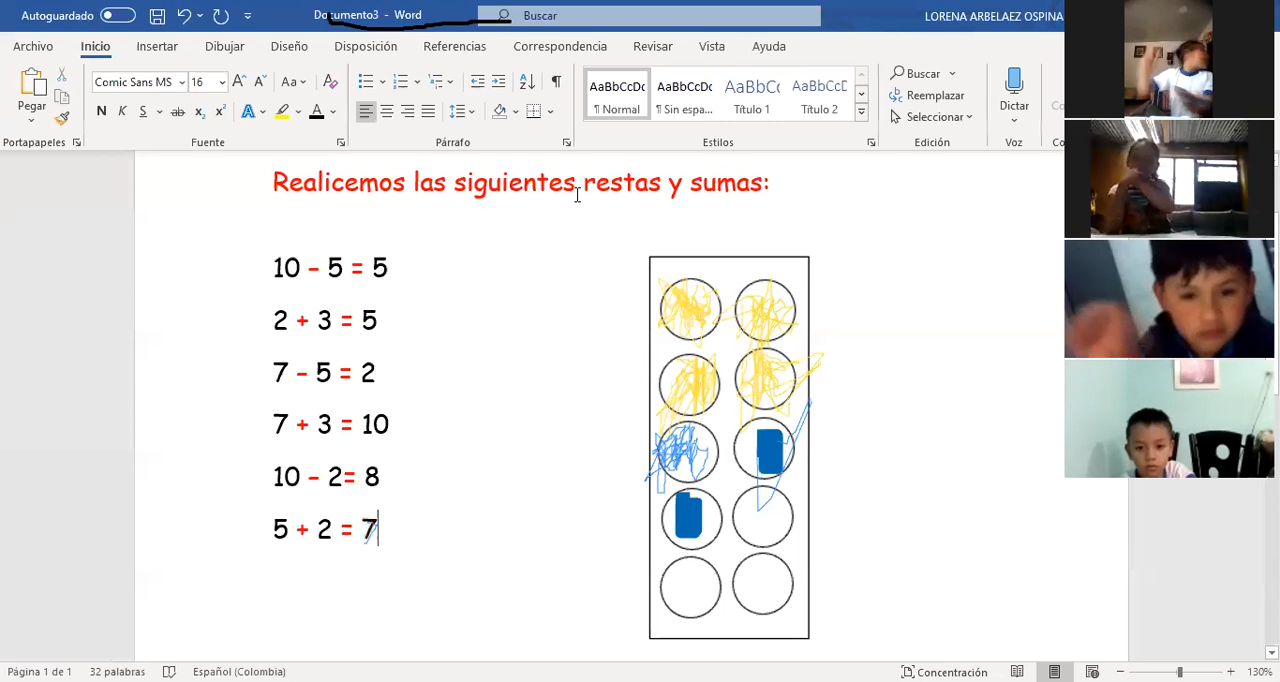 Autoguardado
Documento3 - Word
Buscar
LORENA ARBELAEZ OSPINA
Archivo Inicio Insertar Dibujar Diseño Disposición Referencias Correspondencia Revisar Vista Ayuda
Pegar
Comic Sans MS 16
Aa
N K S ab x₂ x² A A
AaBbCcDc AaBbCcDc AaBbCc AaBbCcD
¶ Normal ¶ Sin espa... Título 1 Título 2
Buscar
Reemplazar
Seleccionar
Dictar
Portapapeles Fuente Párrafo Estilos Edición Voz
Realicemos las siguientes restas y sumas:
10 - 5 = 5
2 + 3 = 5
7 - 5 = 2
7 + 3 = 10
10 - 2= 8
5 + 2 = 7
Página 1 de 1 32 palabras Español (Colombia) Concentración 130%